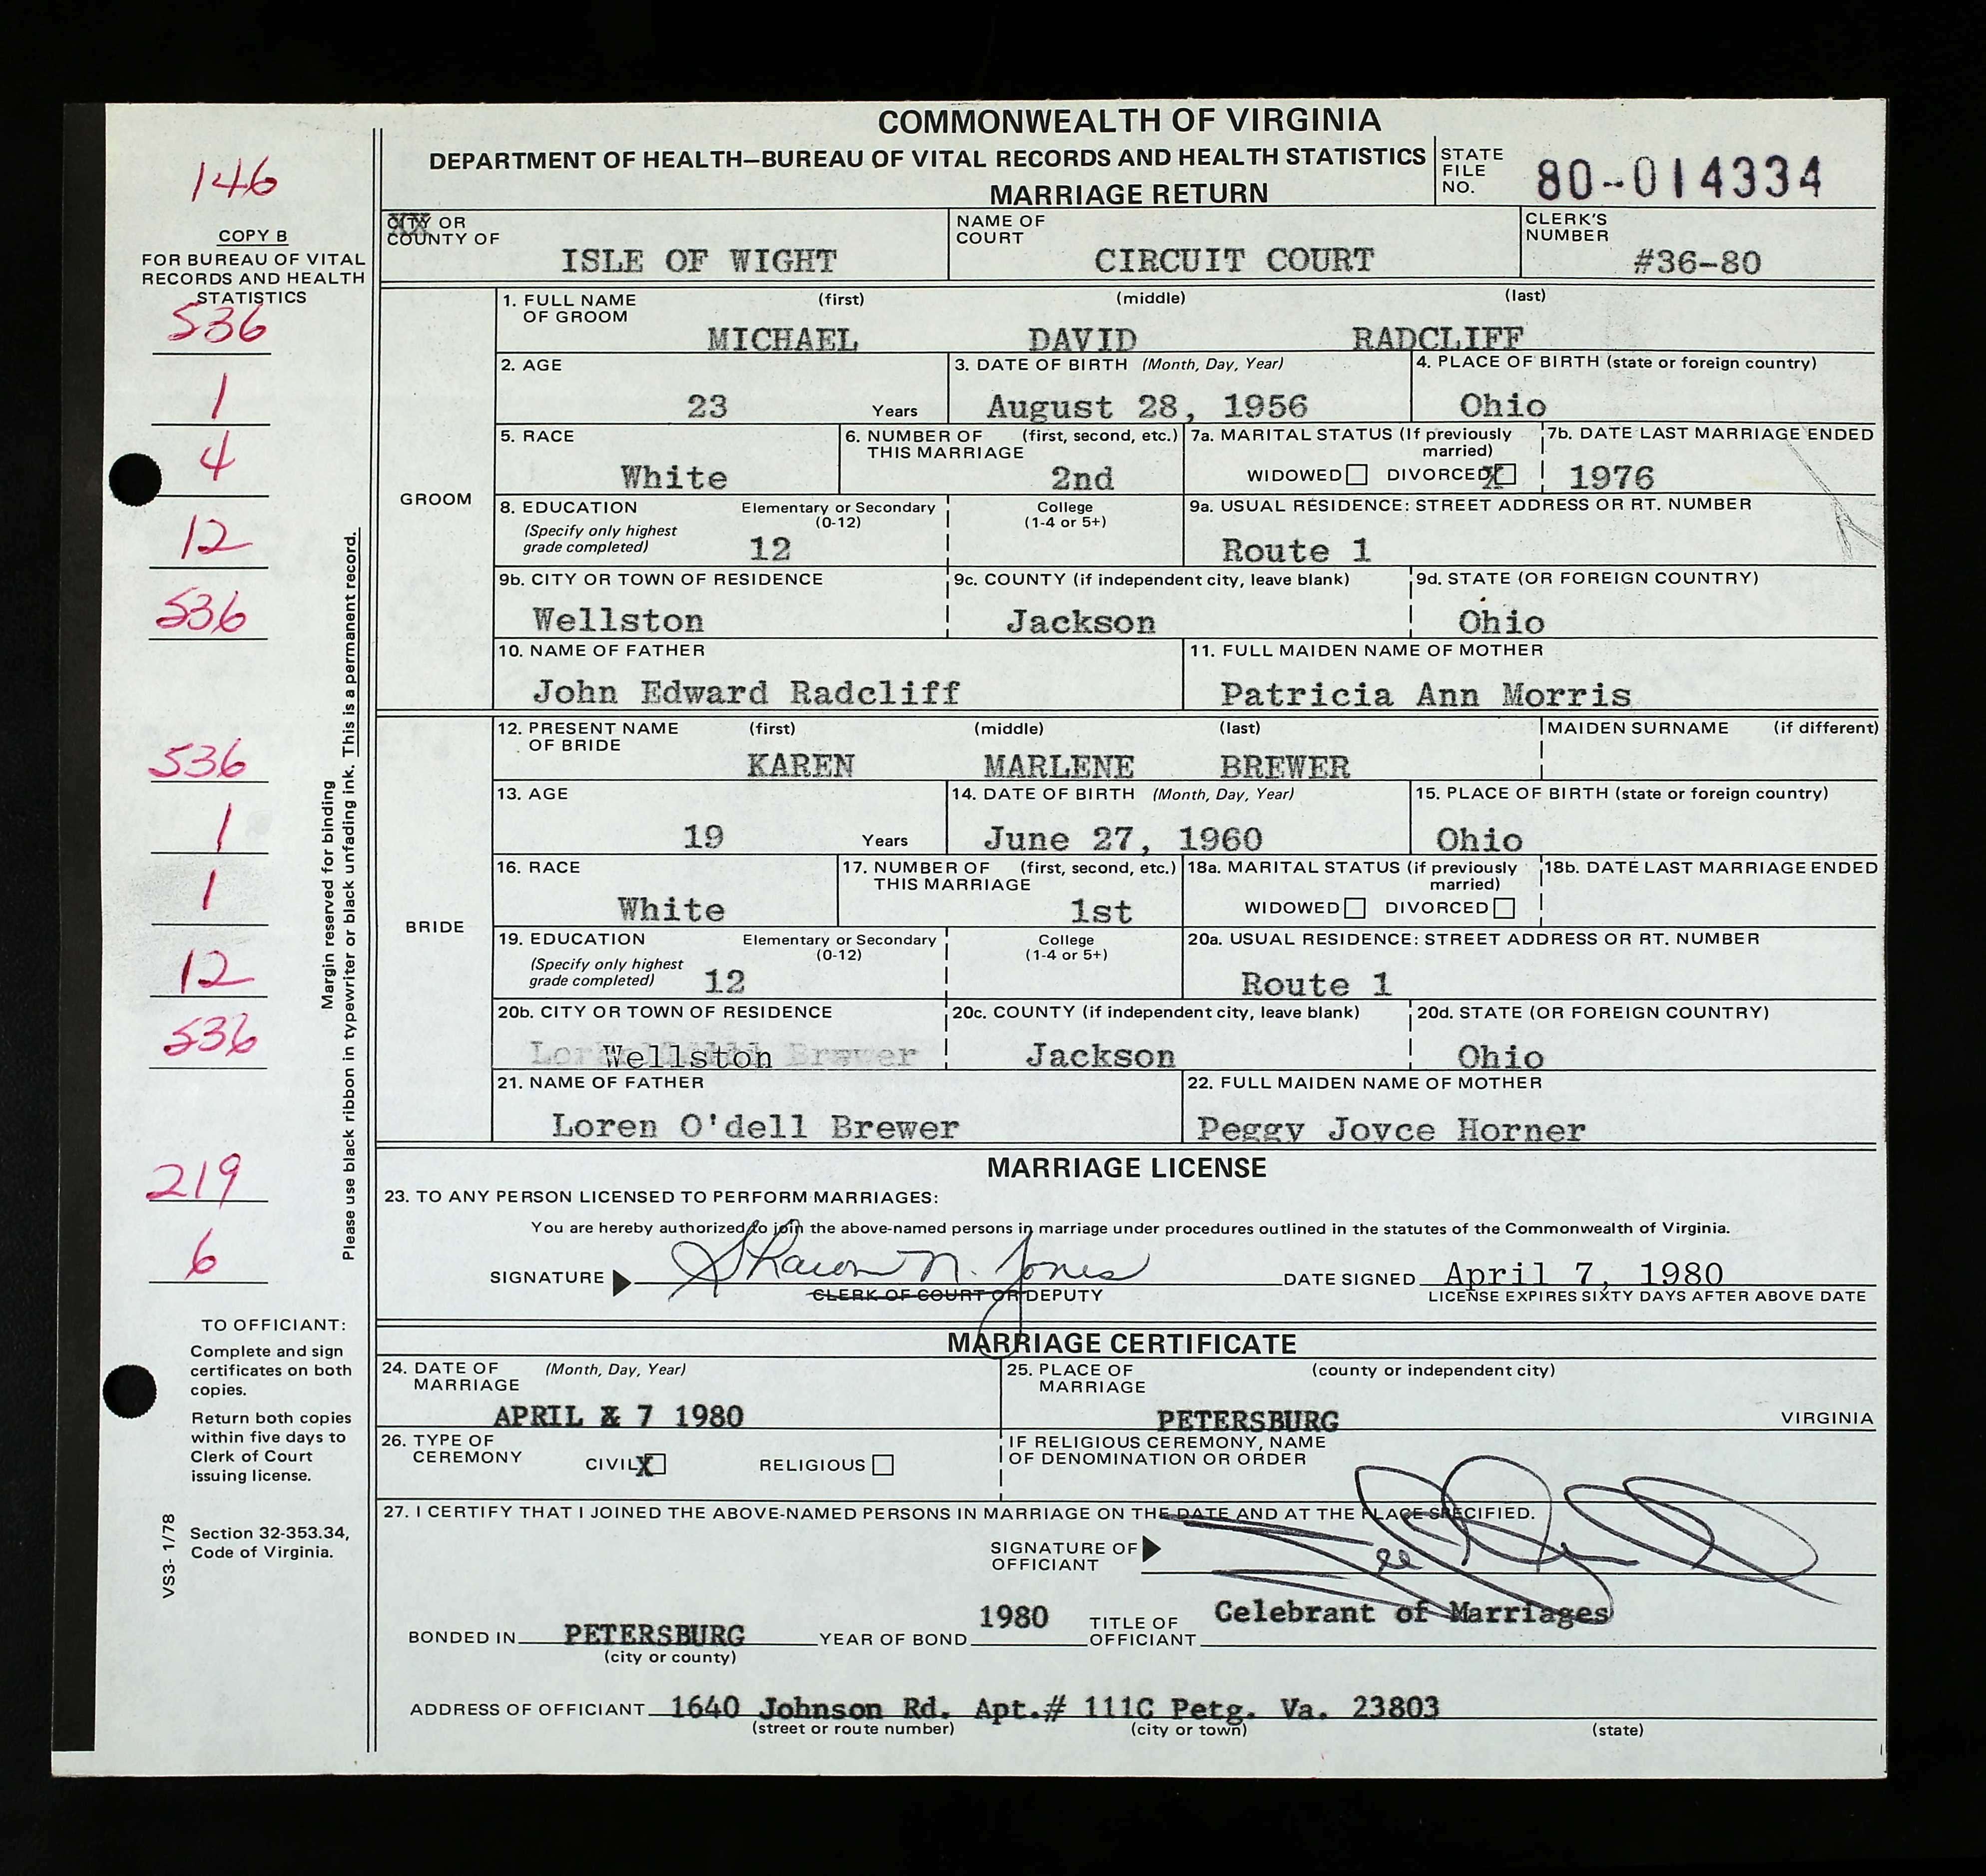 COMMONWEALTH OF VIRGINIA
DEPARTMENT OF HEALTH—BUREAU OF VITAL RECORDS AND HEALTH STATISTICS
MARRIAGE RETURN
STATE FILE NO. 80-014334
146
COPY B
FOR BUREAU OF VITAL
RECORDS AND HEALTH
STATISTICS
536
1
4
12
536
536
1
1
12
536
219
6
Margin reserved for binding
Please use black ribbon in typewriter or black unfading ink. This is a permanent record.
TO OFFICIANT:
Complete and sign
certificates on both
copies.
Return both copies
within five days to
Clerk of Court
issuing license.
Section 32-353.34,
Code of Virginia.
VS3- 1/78
CITY OR COUNTY OF ISLE OF WIGHT
NAME OF COURT CIRCUIT COURT
CLERK'S NUMBER #36-80
GROOM
1. FULL NAME OF GROOM (first) (middle) (last)
MICHAEL DAVID RADCLIFF
2. AGE 23 Years
3. DATE OF BIRTH (Month, Day, Year) August 28, 1956
4. PLACE OF BIRTH (state or foreign country) Ohio
5. RACE White
6. NUMBER OF THIS MARRIAGE (first, second, etc.) 2nd
7a. MARITAL STATUS (If previously married) WIDOWED DIVORCED X
7b. DATE LAST MARRIAGE ENDED 1976
8. EDUCATION (Specify only highest grade completed) Elementary or Secondary (0-12) 12 College (1-4 or 5+)
9a. USUAL RESIDENCE: STREET ADDRESS OR RT. NUMBER Route 1
9b. CITY OR TOWN OF RESIDENCE Wellston
9c. COUNTY (if independent city, leave blank) Jackson
9d. STATE (OR FOREIGN COUNTRY) Ohio
10. NAME OF FATHER John Edward Radcliff
11. FULL MAIDEN NAME OF MOTHER Patricia Ann Morris
BRIDE
12. PRESENT NAME OF BRIDE (first) (middle) (last) MAIDEN SURNAME (if different)
KAREN MARLENE BREWER
13. AGE 19 Years
14. DATE OF BIRTH (Month, Day, Year) June 27, 1960
15. PLACE OF BIRTH (state or foreign country) Ohio
16. RACE White
17. NUMBER OF THIS MARRIAGE (first, second, etc.) 1st
18a. MARITAL STATUS (if previously married) WIDOWED DIVORCED
18b. DATE LAST MARRIAGE ENDED
19. EDUCATION (Specify only highest grade completed) Elementary or Secondary (0-12) 12 College (1-4 or 5+)
20a. USUAL RESIDENCE: STREET ADDRESS OR RT. NUMBER Route 1
20b. CITY OR TOWN OF RESIDENCE Wellston Brewer
20c. COUNTY (if independent city, leave blank) Jackson
20d. STATE (OR FOREIGN COUNTRY) Ohio
21. NAME OF FATHER Loren O'dell Brewer
22. FULL MAIDEN NAME OF MOTHER Peggy Joyce Horner
MARRIAGE LICENSE
23. TO ANY PERSON LICENSED TO PERFORM MARRIAGES:
You are hereby authorized to join the above-named persons in marriage under procedures outlined in the statutes of the Commonwealth of Virginia.
SIGNATURE Sharon N. Jones DATE SIGNED April 7, 1980
CLERK OF COURT OR DEPUTY LICENSE EXPIRES SIXTY DAYS AFTER ABOVE DATE
MARRIAGE CERTIFICATE
24. DATE OF MARRIAGE (Month, Day, Year) APRIL & 7 1980
25. PLACE OF MARRIAGE (county or independent city) PETERSBURG VIRGINIA
26. TYPE OF CEREMONY CIVIL X RELIGIOUS
IF RELIGIOUS CEREMONY, NAME OF DENOMINATION OR ORDER
27. I CERTIFY THAT I JOINED THE ABOVE-NAMED PERSONS IN MARRIAGE ON THE DATE AND AT THE PLACE SPECIFIED.
SIGNATURE OF OFFICIANT
BONDED IN PETERSBURG YEAR OF BOND 1980 TITLE OF OFFICIANT Celebrant of Marriages
(city or county)
ADDRESS OF OFFICIANT 1640 Johnson Rd. Apt.# 111C Petg. Va. 23803
(street or route number) (city or town) (state)